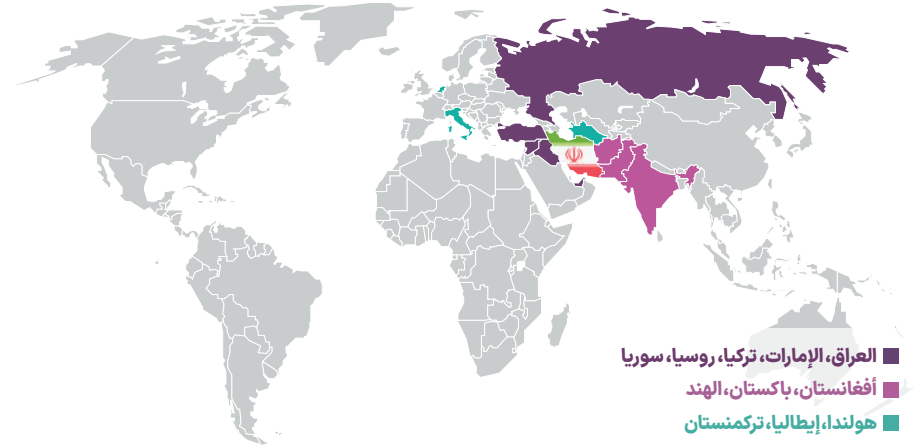 العراق، الإمارات، تركيا، روسيا، سوريا
أفغانستان، باكستان، الهند
هولندا، إيطاليا، تركمنستان